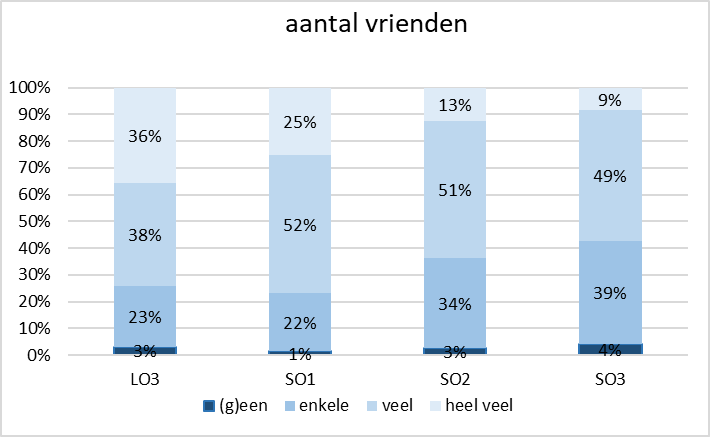 aantal vrienden
100%
90%
80%
70%
60%
50%
40%
30%
20%
10%
0%
36% 25% 13% 9%
38% 52% 51% 49%
23% 22% 34% 39%
3% 1% 3% 4%
LO3 SO1 SO2 SO3
(g)een enkele veel heel veel